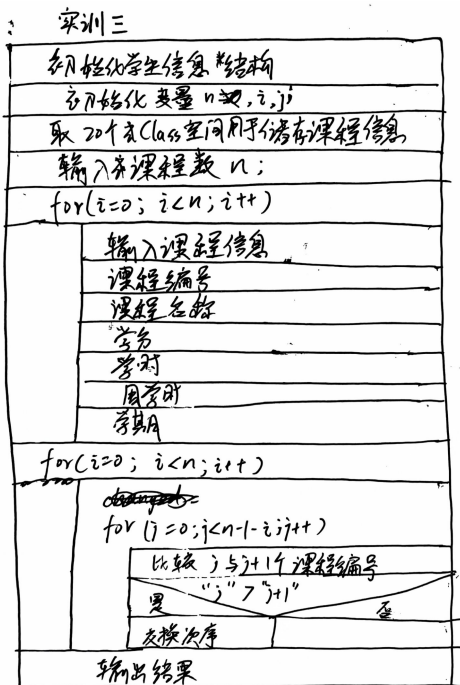 实训三
初始化学生信息结构
初始化变量n,i,j;
取20个Class空间用于储存课程信息
输入课程数n;
for(i=0; i<n; i++)
输入课程信息
课程编号
课程名称
学分
学时
周学时
学期
for(i=0; i<n; i++)
for(j=0;j<n-1-i;j++)
比较j与j+1个课程编号
"j">"j+1"
是 否
交换次序
输出结果